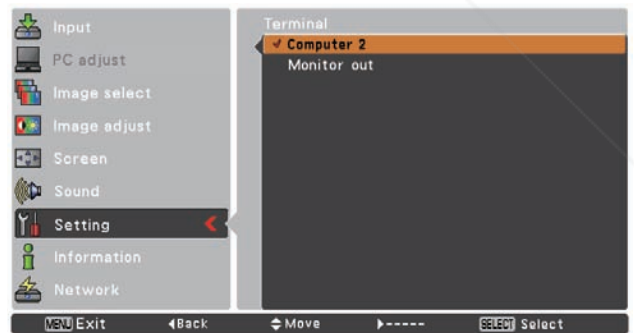 Input
PC adjust
Image select
Image adjust
Screen
Sound
Setting
Information
Network
Terminal
✔ Computer 2
Monitor out
MENU Exit ◀Back ◆Move ▶----- SELECT Select